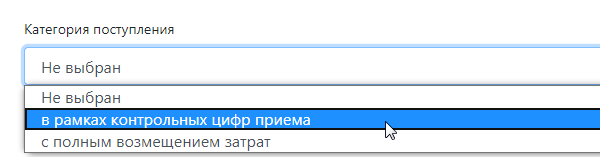 Категория поступления
Не выбран
Не выбран
в рамках контрольных цифр приема
с полным возмещением затрат